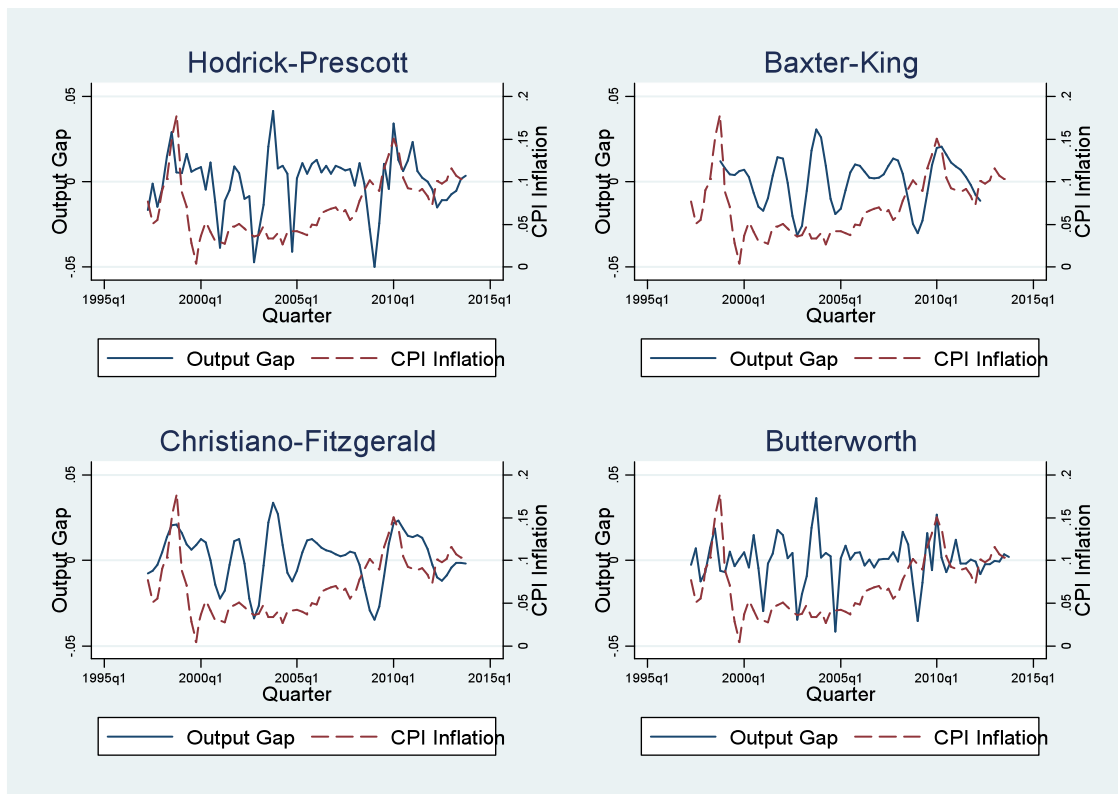 Hodrick-Prescott
Output Gap
.05
0
-.05
.2
.15
.1
.05
0
CPI Inflation
1995q1 2000q1 2005q1 2010q1 2015q1
Quarter
Output Gap CPI Inflation
Baxter-King
Output Gap
.05
0
-.05
.2
.15
.1
.05
0
CPI Inflation
1995q1 2000q1 2005q1 2010q1 2015q1
Quarter
Output Gap CPI Inflation
Christiano-Fitzgerald
Output Gap
.05
0
-.05
.2
.15
.1
.05
0
CPI Inflation
1995q1 2000q1 2005q1 2010q1 2015q1
Quarter
Output Gap CPI Inflation
Butterworth
Output Gap
.05
0
-.05
.2
.15
.1
.05
0
CPI Inflation
1995q1 2000q1 2005q1 2010q1 2015q1
Quarter
Output Gap CPI Inflation